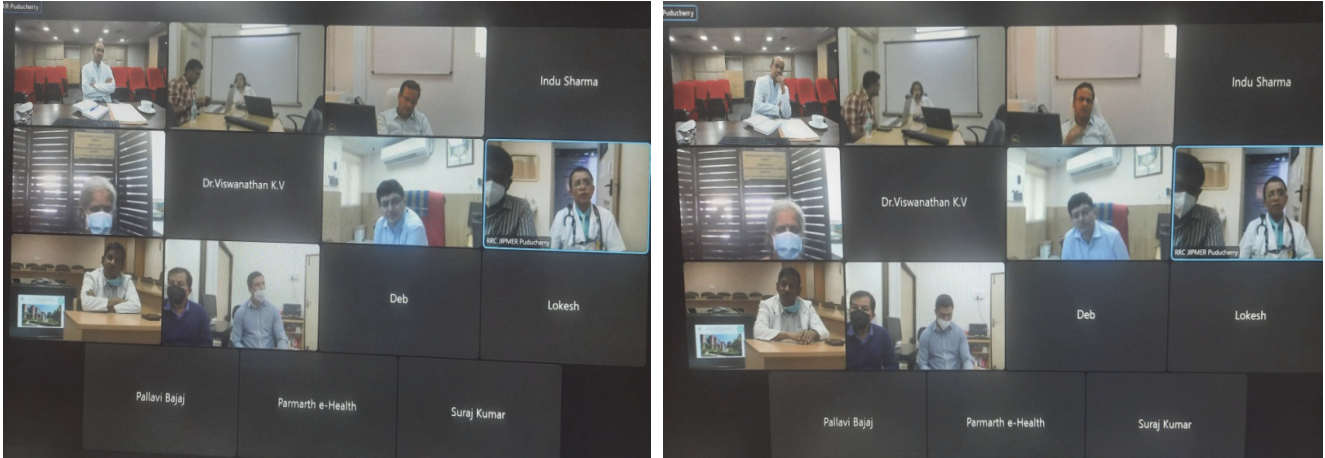 Puducherry
Indu Sharma
Dr.Viswanathan K.V
RRC JIPMER Puducherry
Deb
Lokesh
Pallavi Bajaj
Parmarth e-Health
Suraj Kumar
Puducherry
Indu Sharma
Dr.Viswanathan K.V
RRC JIPMER Puducherry
Deb
Lokesh
Pallavi Bajaj
Parmarth e-Health
Suraj Kumar